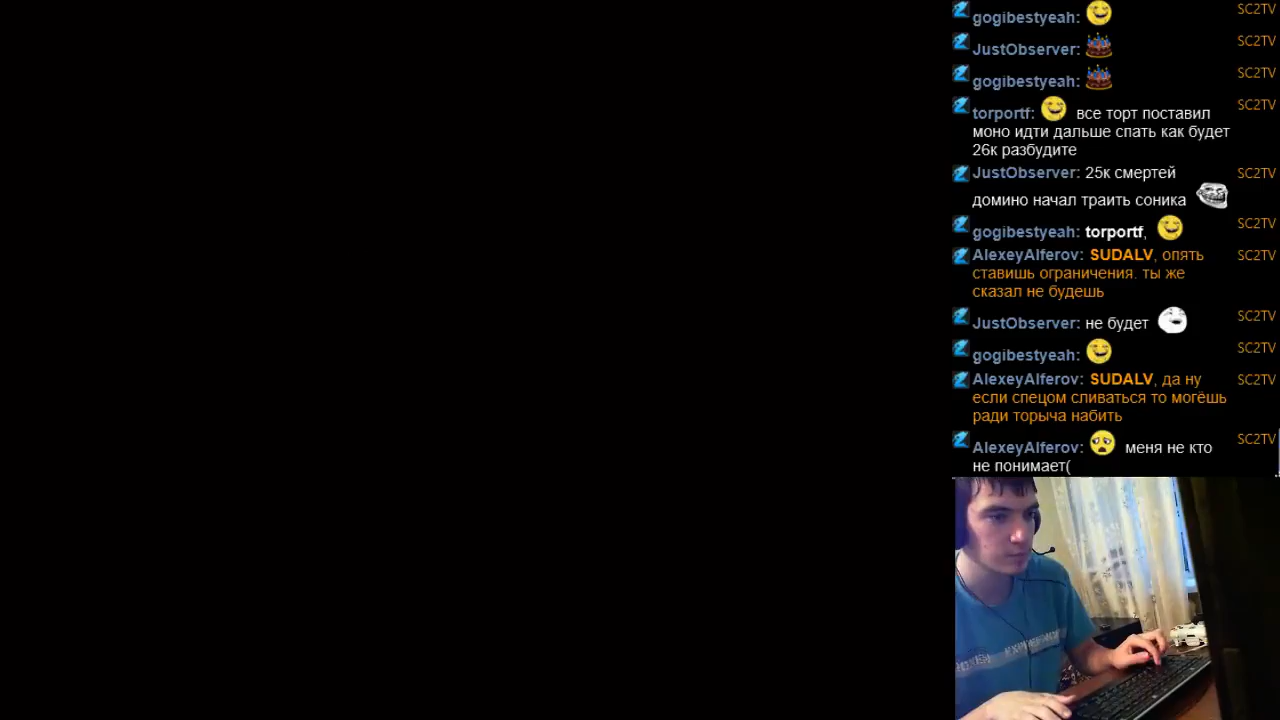 gogibestyeah: SC2TV
JustObserver: SC2TV
gogibestyeah: SC2TV
torportf: все торт поставил SC2TV
моно идти дальше спать как будет
26к разбудите
JustObserver: 25к смертей SC2TV
домино начал траить соника
gogibestyeah: torportf, SC2TV
AlexeyAlferov: SUDALV, опять SC2TV
ставишь ограничения. ты же
сказал не будешь
JustObserver: не будет SC2TV
gogibestyeah: SC2TV
AlexeyAlferov: SUDALV, да ну SC2TV
если спецом сливаться то могёшь
ради торыча набить
AlexeyAlferov: меня не кто SC2TV
не понимает(